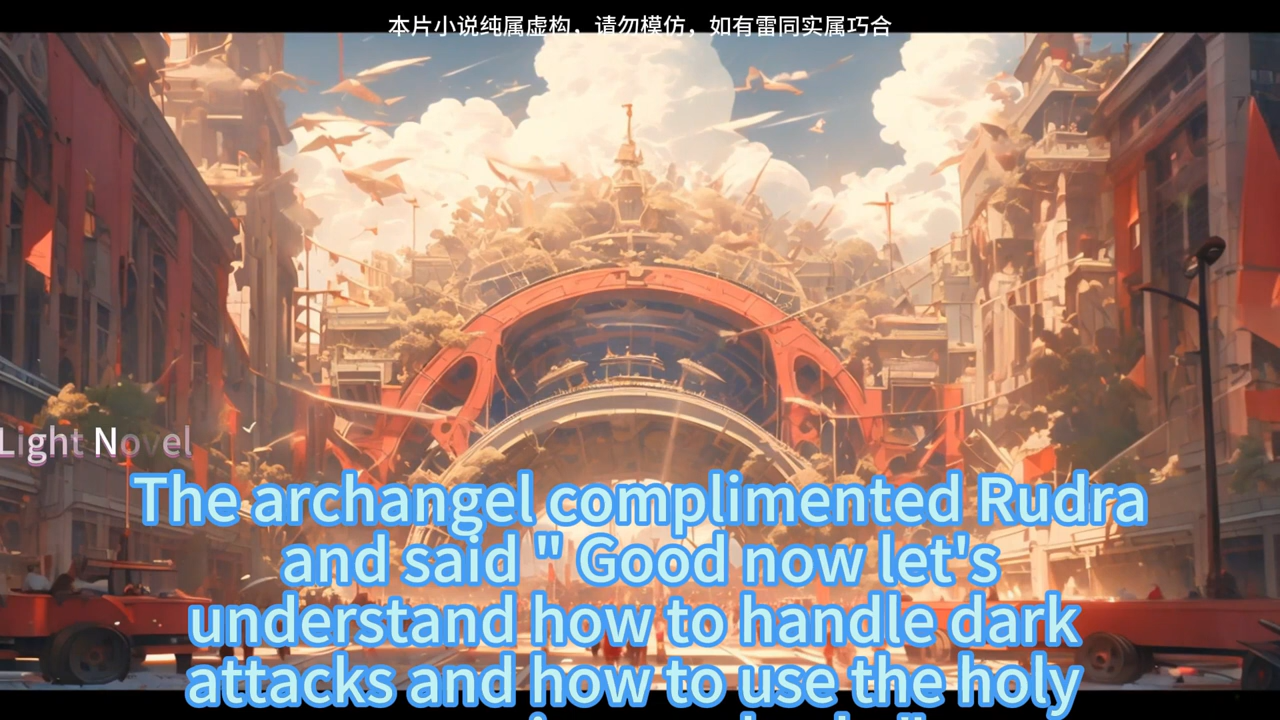 本片小说纯属虚构，请勿模仿，如有雷同实属巧合
Light Novel
The archangel complimented Rudra
and said " Good now let's
understand how to handle dark
attacks and how to use the holy